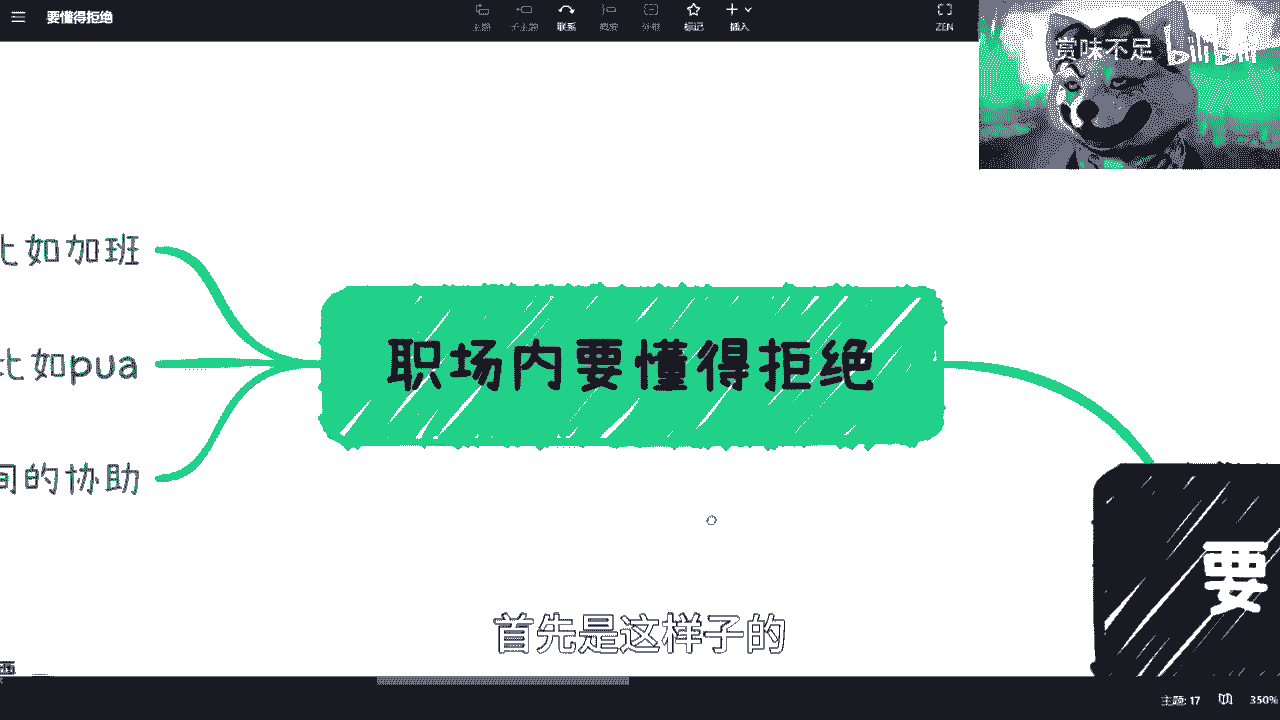 要懂得拒绝
主题
子主题
联系
概要
外框
标记
插入
ZEN
赏味不足 bilibili
比如加班
比如pua
间的协助
职场内要懂得拒绝
要
首先是这样子的
主题: 17
350%